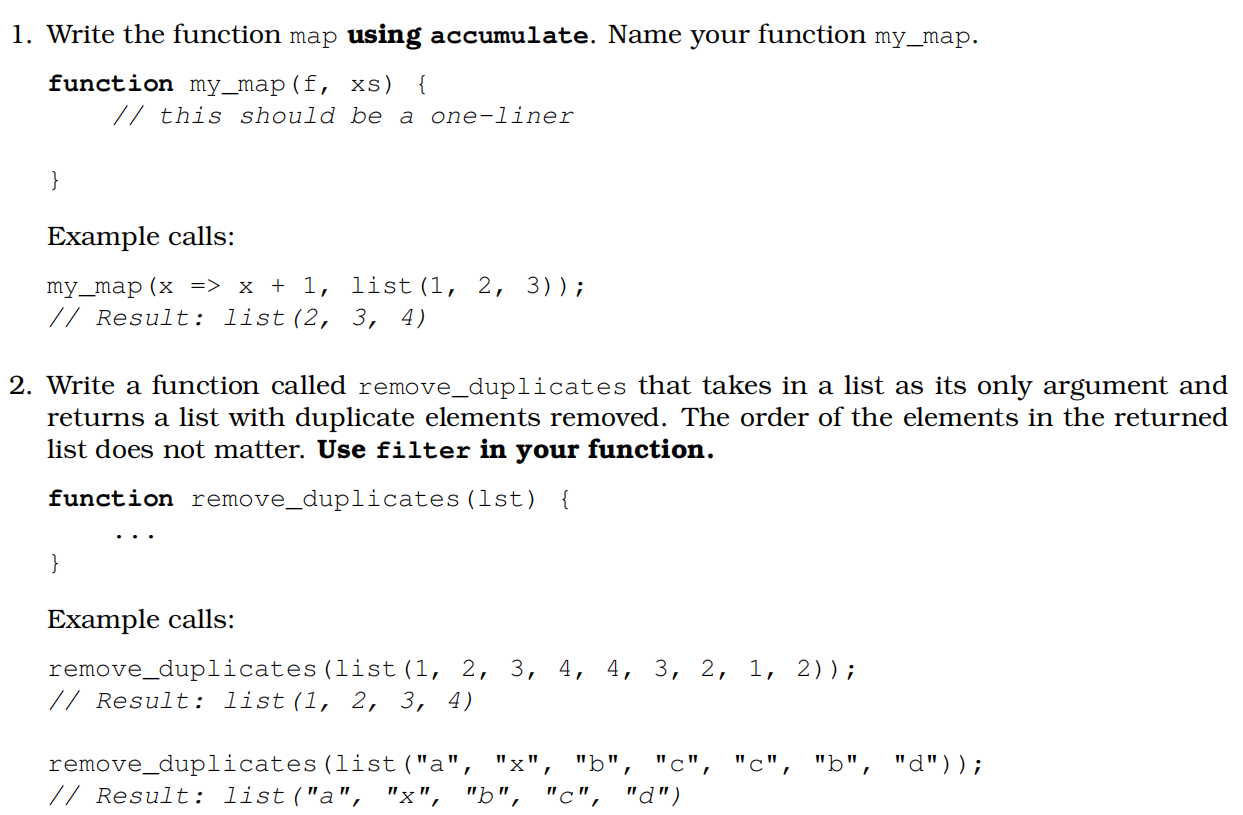 1. Write the function map using accumulate. Name your function my_map.
function my_map(f, xs) {
// this should be a one-liner
}
Example calls:
my_map(x => x + 1, list(1, 2, 3));
// Result: list(2, 3, 4)
2. Write a function called remove_duplicates that takes in a list as its only argument and
returns a list with duplicate elements removed. The order of the elements in the returned
list does not matter. Use filter in your function.
function remove_duplicates(lst) {
...
}
Example calls:
remove_duplicates(list(1, 2, 3, 4, 4, 3, 2, 1, 2));
// Result: list(1, 2, 3, 4)
remove_duplicates(list("a", "x", "b", "c", "c", "b", "d"));
// Result: list("a", "x", "b", "c", "d")